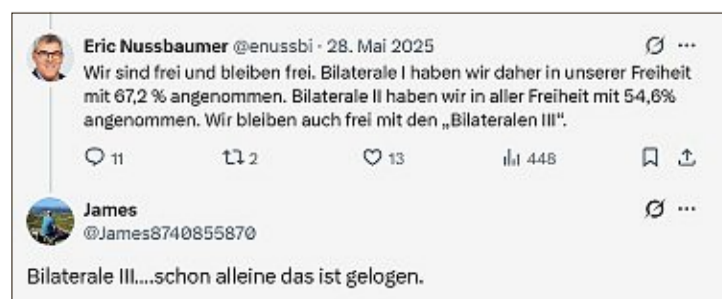 Eric Nussbaumer @enussbi · 28. Mai 2025
Wir sind frei und bleiben frei. Bilaterale I haben wir daher in unserer Freiheit
mit 67,2 % angenommen. Bilaterale II haben wir in aller Freiheit mit 54,6%
angenommen. Wir bleiben auch frei mit den „Bilateralen III“.
11 2 13 448
James
@James8740855870
Bilaterale III....schon alleine das ist gelogen.